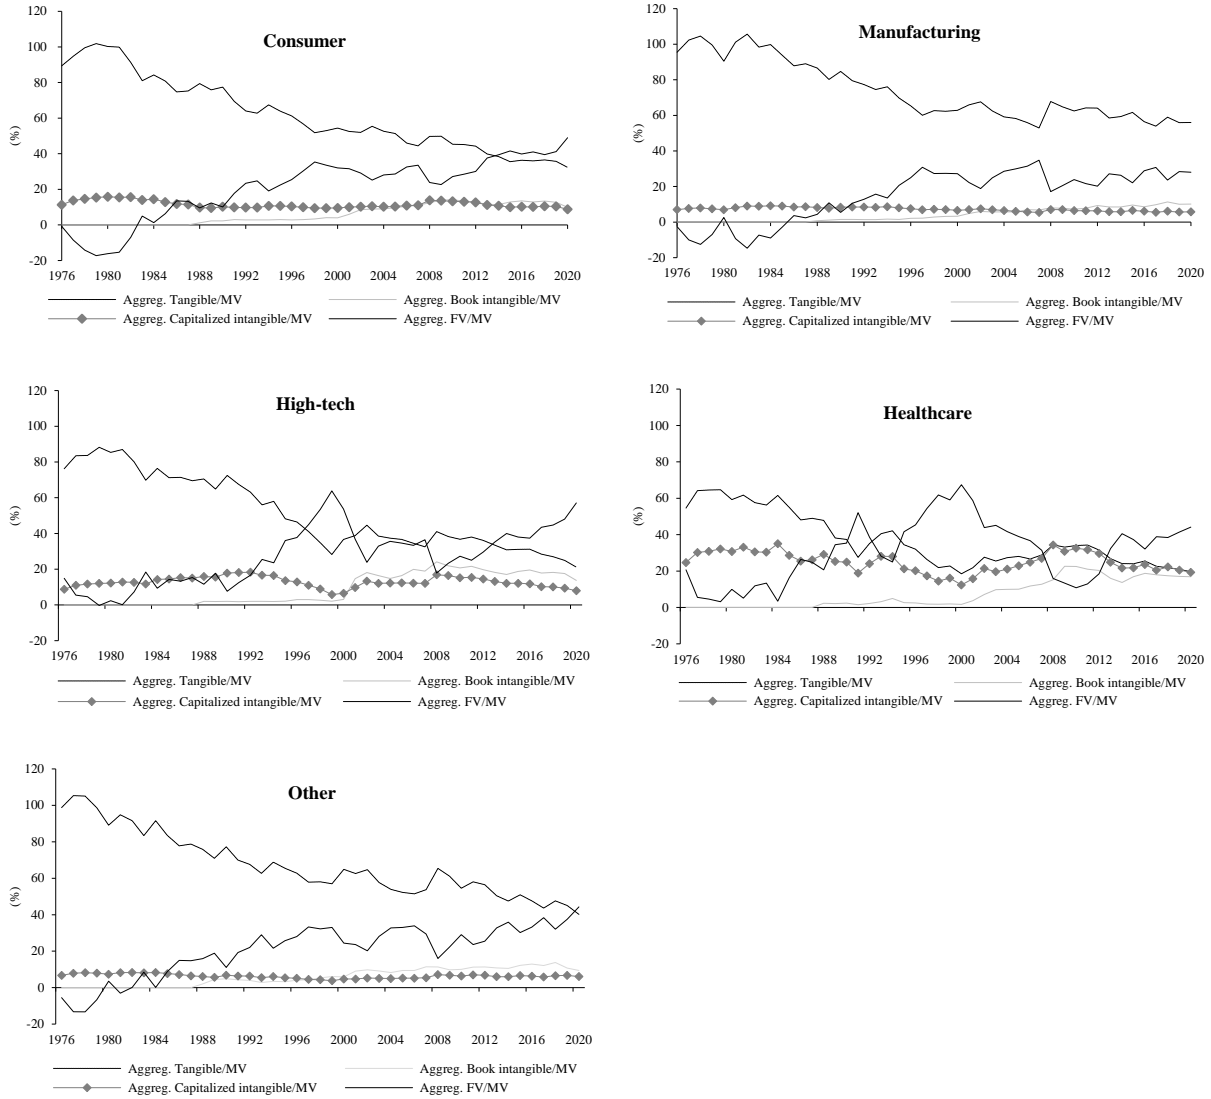 Consumer
120
100
80
60
40
20
0
-20
(%)
1976 1980 1984 1988 1992 1996 2000 2004 2008 2012 2016 2020
Aggreg. Tangible/MV Aggreg. Book intangible/MV
Aggreg. Capitalized intangible/MV Aggreg. FV/MV
Manufacturing
120
100
80
60
40
20
0
-20
(%)
1976 1980 1984 1988 1992 1996 2000 2004 2008 2012 2016 2020
Aggreg. Tangible/MV Aggreg. Book intangible/MV
Aggreg. Capitalized intangible/MV Aggreg. FV/MV
High-tech
120
100
80
60
40
20
0
-20
(%)
1976 1980 1984 1988 1992 1996 2000 2004 2008 2012 2016 2020
Aggreg. Tangible/MV Aggreg. Book intangible/MV
Aggreg. Capitalized intangible/MV Aggreg. FV/MV
Healthcare
120
100
80
60
40
20
0
-20
(%)
1976 1980 1984 1988 1992 1996 2000 2004 2008 2012 2016 2020
Aggreg. Tangible/MV Aggreg. Book intangible/MV
Aggreg. Capitalized intangible/MV Aggreg. FV/MV
Other
120
100
80
60
40
20
0
-20
(%)
1976 1980 1984 1988 1992 1996 2000 2004 2008 2012 2016 2020
Aggreg. Tangible/MV Aggreg. Book intangible/MV
Aggreg. Capitalized intangible/MV Aggreg. FV/MV